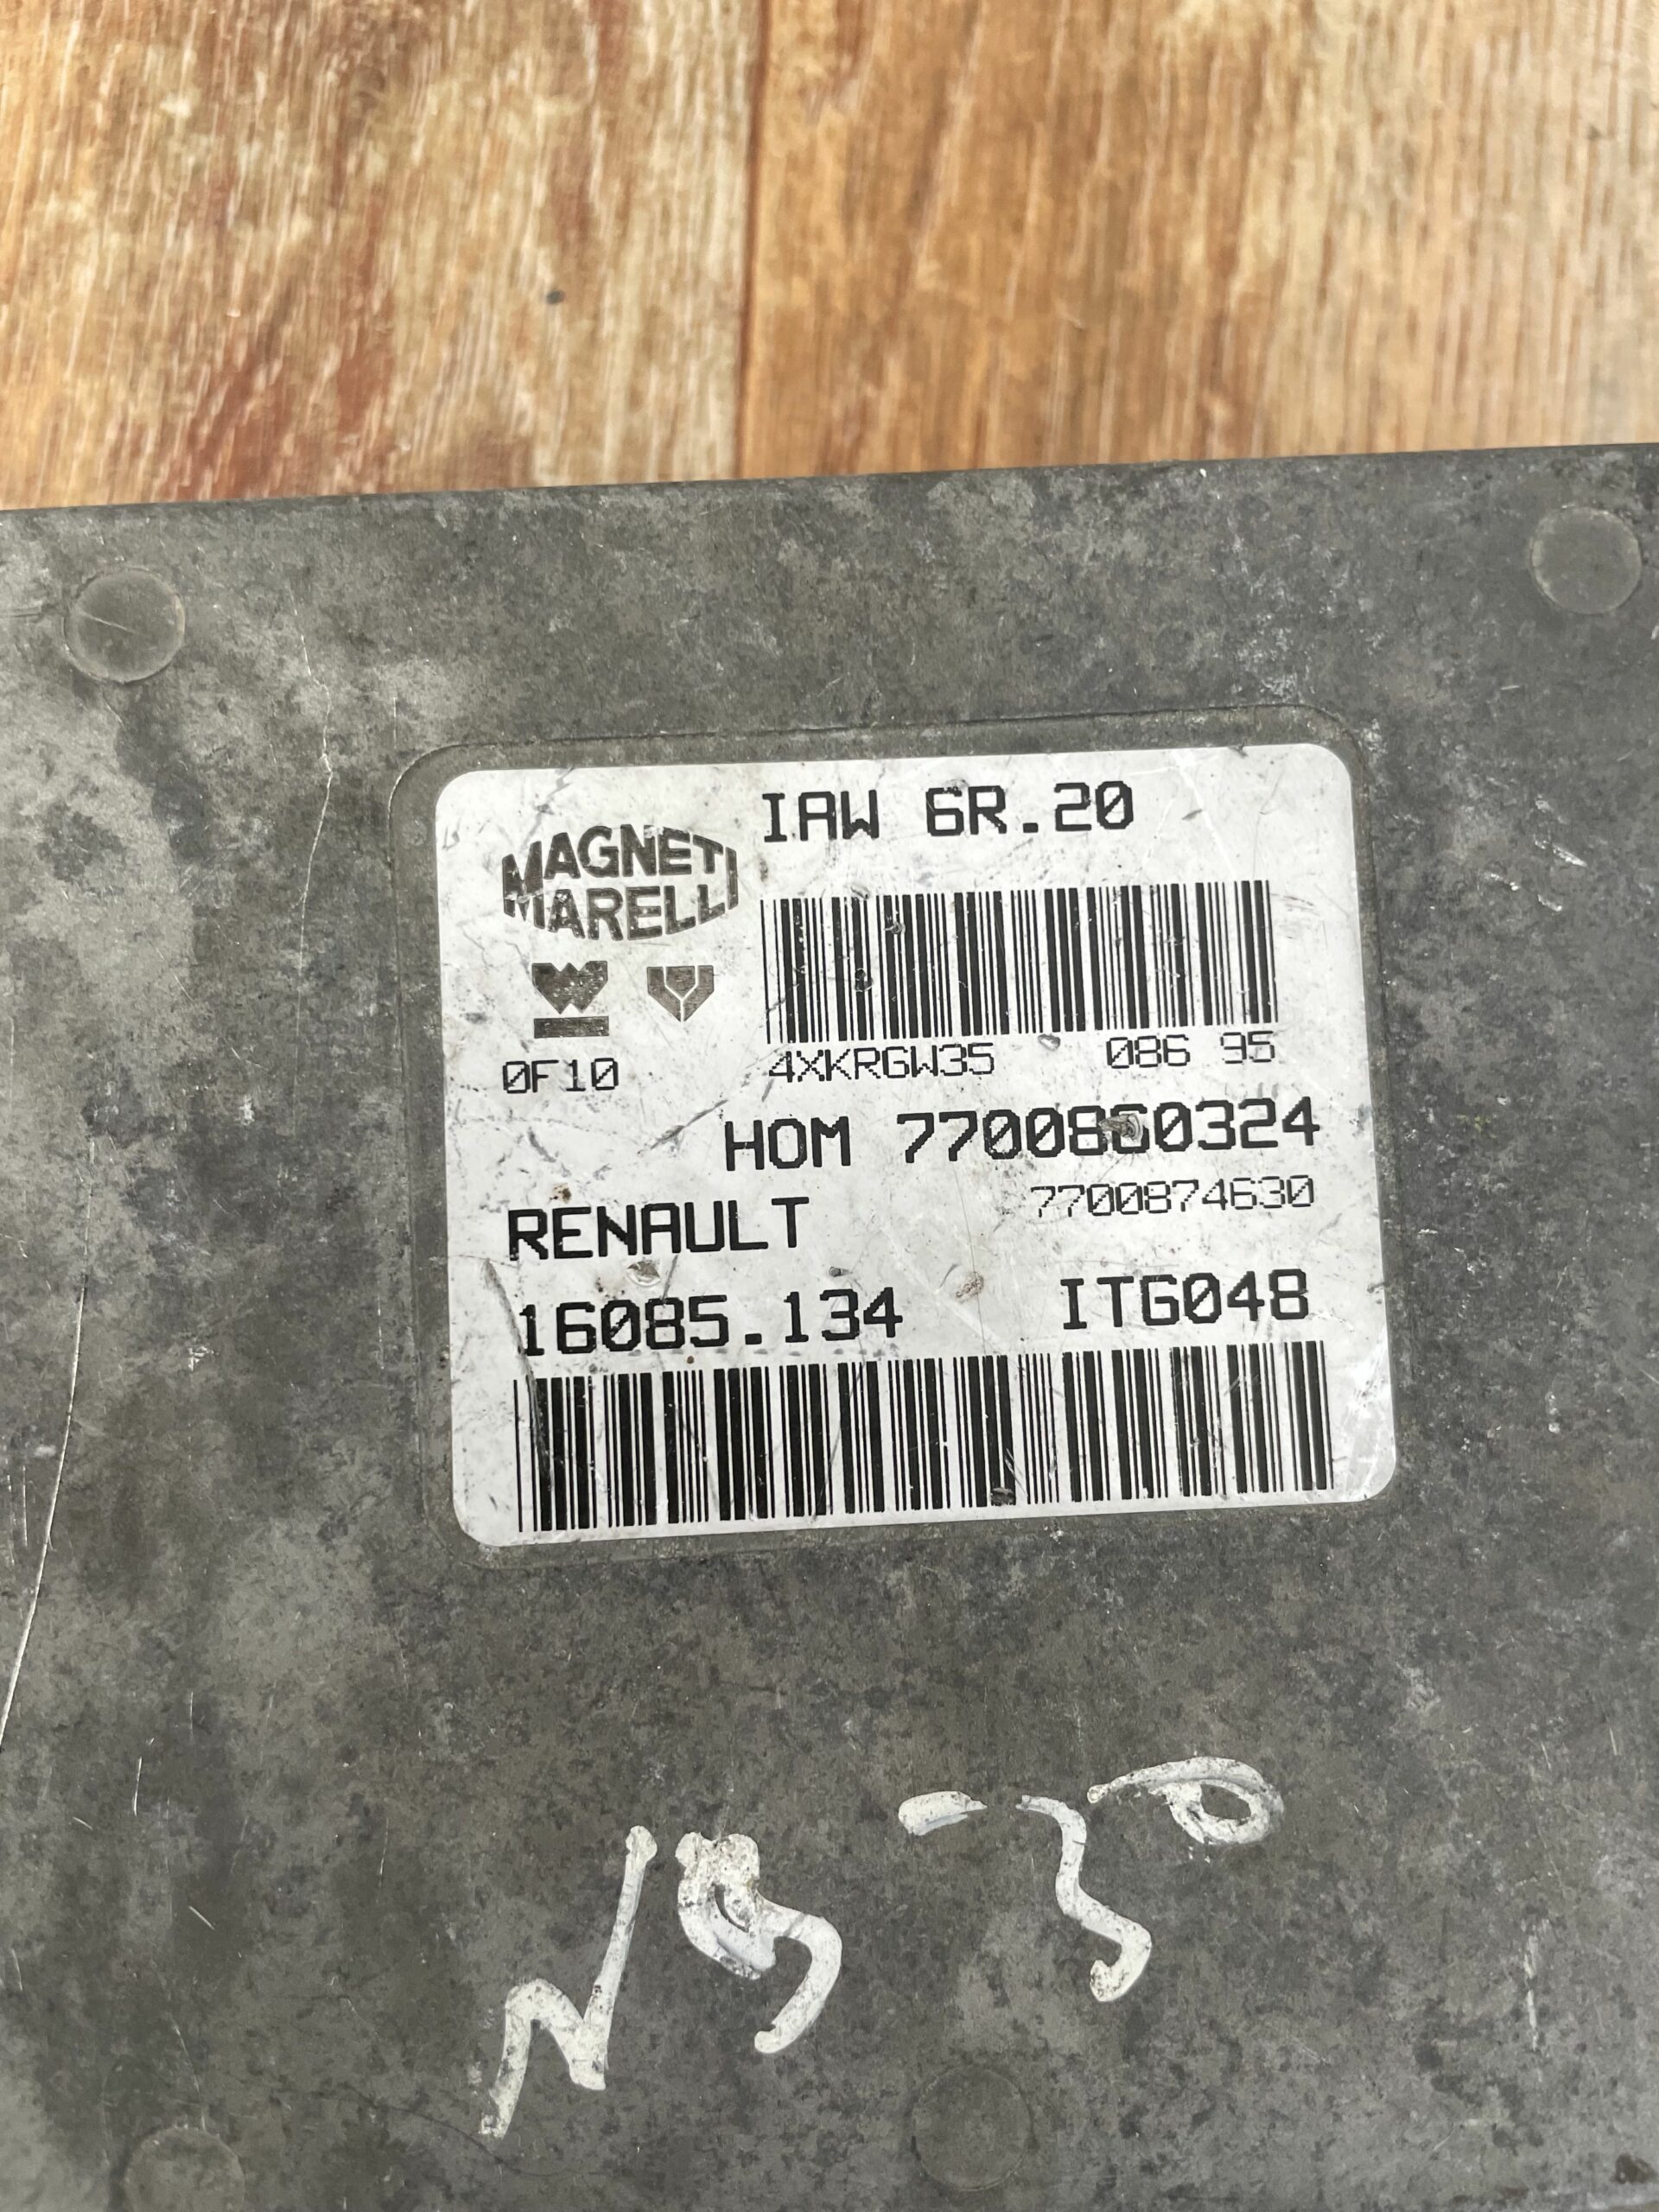 IAW 6R.20
MAGNETI
MARELLI
0F10 4XKRGW35 086 95
HOM 7700860324
7700874630
RENAULT
16085.134 ITG048